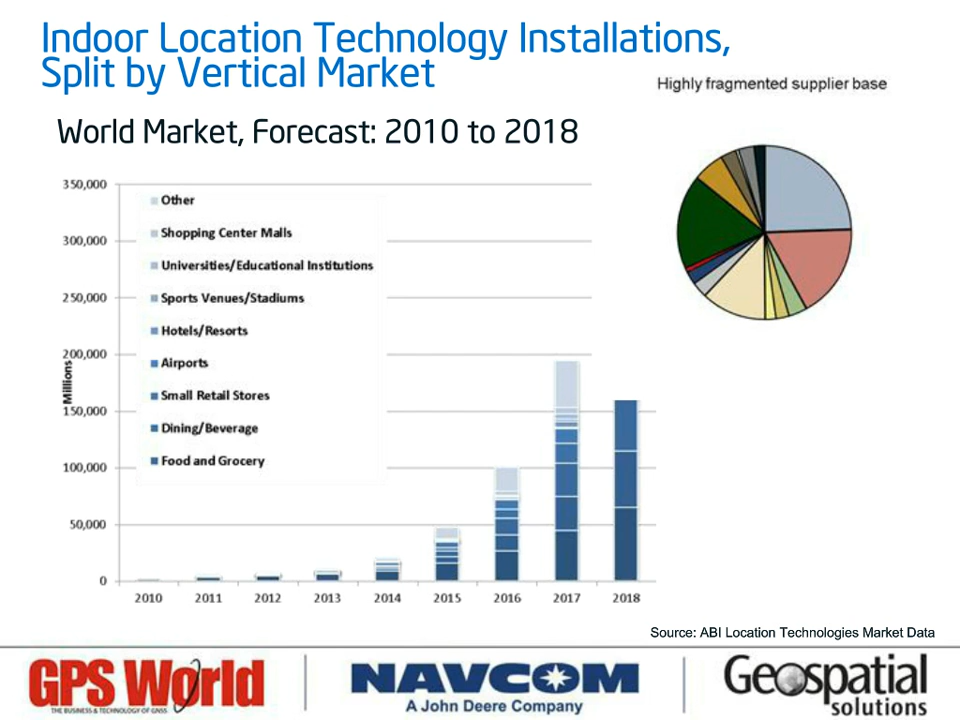 Indoor Location Technology Installations,
Split by Vertical Market
Highly fragmented supplier base
World Market, Forecast: 2010 to 2018
350,000
300,000
250,000
200,000
150,000
100,000
50,000
0
Millions
Other
Shopping Center Malls
Universities/Educational Institutions
Sports Venues/Stadiums
Hotels/Resorts
Airports
Small Retail Stores
Dining/Beverage
Food and Grocery
2010 2011 2012 2013 2014 2015 2016 2017 2018
Source: ABI Location Technologies Market Data
GPS World
THE BUSINESS & TECHNOLOGY OF GNSS
NAVCOM
A John Deere Company
Geospatial
solutions